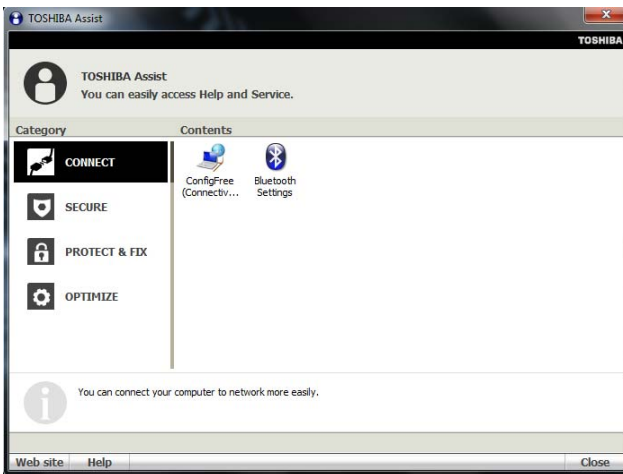 TOSHIBA Assist
TOSHIBA
TOSHIBA Assist
You can easily access Help and Service.
Category
Contents
CONNECT
SECURE
PROTECT & FIX
OPTIMIZE
ConfigFree
(Connectiv...
Bluetooth
Settings
You can connect your computer to network more easily.
Web site
Help
Close